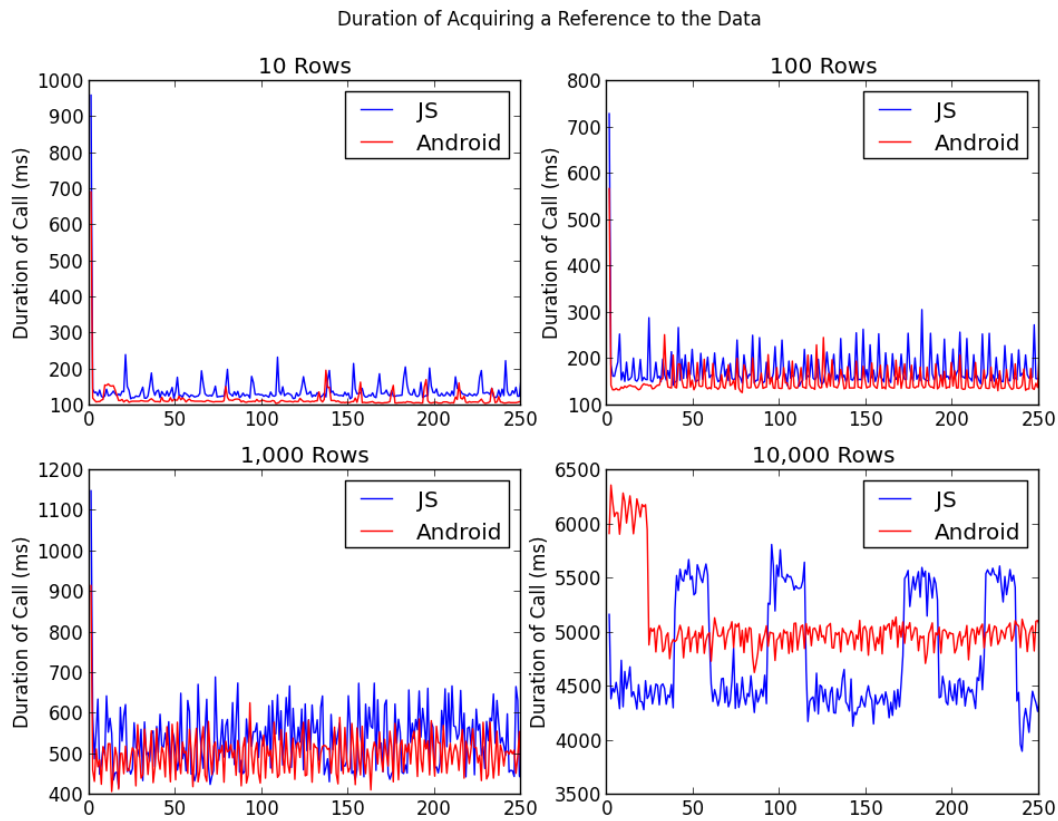 Duration of Acquiring a Reference to the Data
10 Rows
Duration of Call (ms)
1000
900
800
700
600
500
400
300
200
100
0 50 100 150 200 250
JS
Android
100 Rows
Duration of Call (ms)
800
700
600
500
400
300
200
100
0 50 100 150 200 250
JS
Android
1,000 Rows
Duration of Call (ms)
1200
1100
1000
900
800
700
600
500
400
0 50 100 150 200 250
JS
Android
10,000 Rows
Duration of Call (ms)
6500
6000
5500
5000
4500
4000
3500
0 50 100 150 200 250
JS
Android